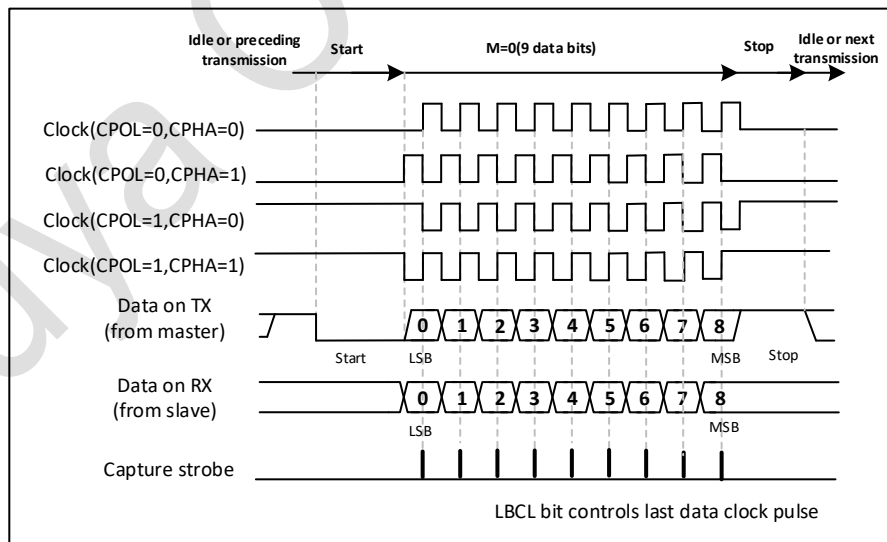 Idle or preceding
transmission
Start
M=0(9 data bits)
Stop
Idle or next
transmission
Clock(CPOL=0,CPHA=0)
Clock(CPOL=0,CPHA=1)
Clock(CPOL=1,CPHA=0)
Clock(CPOL=1,CPHA=1)
Data on TX
(from master)
0 1 2 3 4 5 6 7 8
Start
LSB
MSB
Stop
Data on RX
(from slave)
0 1 2 3 4 5 6 7 8
LSB
MSB
Capture strobe
LBCL bit controls last data clock pulse